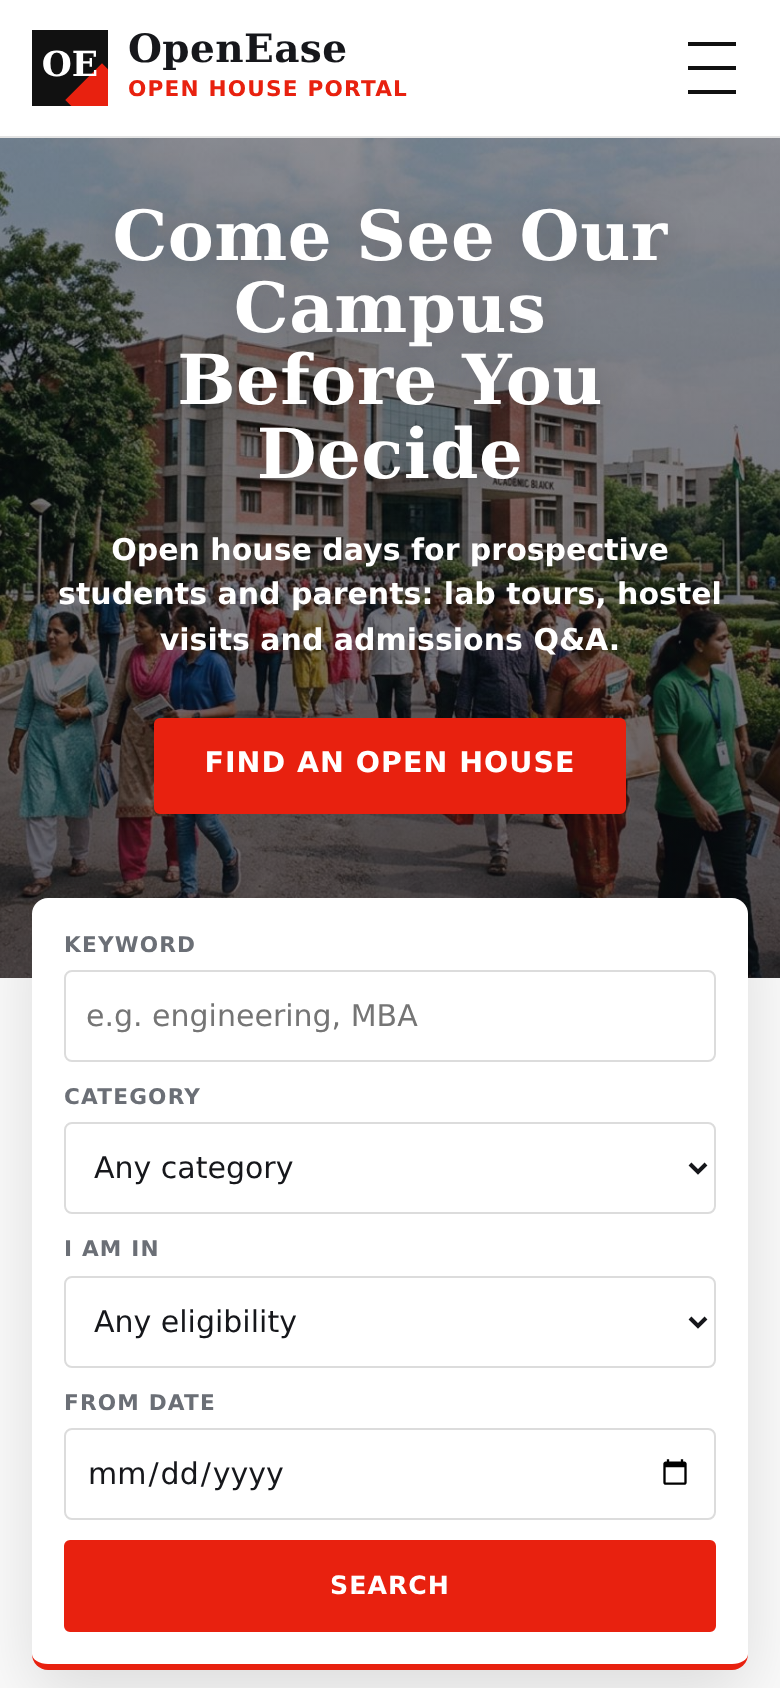 OE
OpenEase
OPEN HOUSE PORTAL
Come See Our
Campus
Before You
Decide
Open house days for prospective
students and parents: lab tours, hostel
visits and admissions Q&A.
FIND AN OPEN HOUSE
KEYWORD
e.g. engineering, MBA
CATEGORY
Any category
I AM IN
Any eligibility
FROM DATE
mm/dd/yyyy
SEARCH